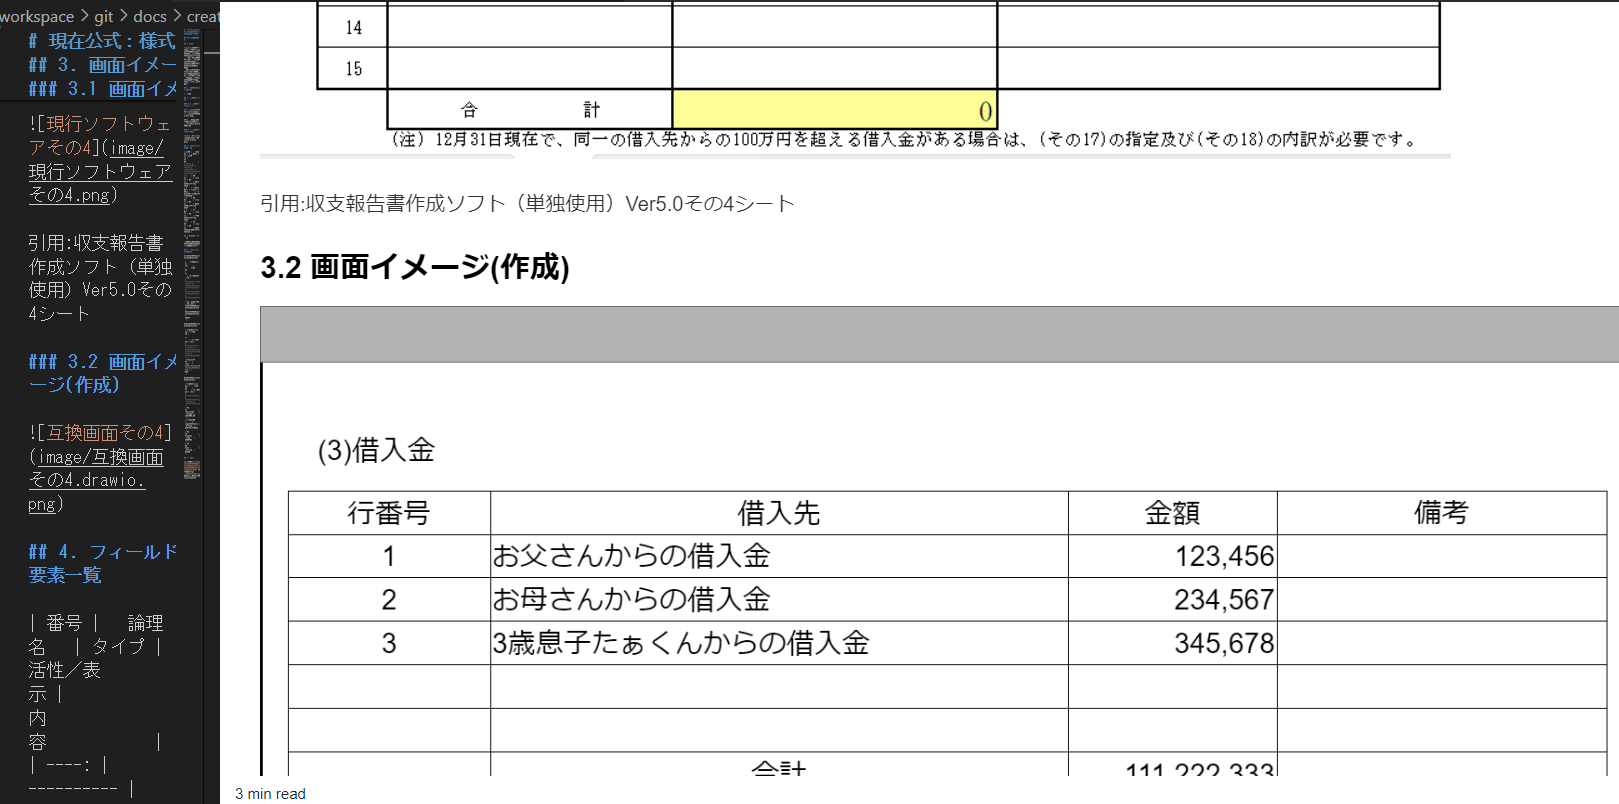 workspace > git > docs > creat
# 現在公式：様式
## 3. 画面イメー
### 3.1 画面イメ
![現行ソフトウェ
アその4](image/
現行ソフトウェア
その4.png)
引用:収支報告書
作成ソフト（単独
使用）Ver5.0その
4シート
### 3.2 画面イメ
ージ(作成)
![互換画面その4]
(image/互換画面
その4.drawio.
png)
## 4. フィールド
要素一覧
| 番号 | 論理
名 | タイプ |
活性／表
示 |
内
容 |
| ----: |
---------- |
14
15
合 計 0
(注) 12月31日現在で、同一の借入先からの100万円を超える借入金がある場合は、(その17)の指定及び(その18)の内訳が必要です。
引用:収支報告書作成ソフト（単独使用）Ver5.0その4シート
3.2 画面イメージ(作成)
(3)借入金
行番号 借入先 金額 備考
1 お父さんからの借入金 123,456
2 お母さんからの借入金 234,567
3 3歳息子たぁくんからの借入金 345,678
合計 111,222,333
3 min read